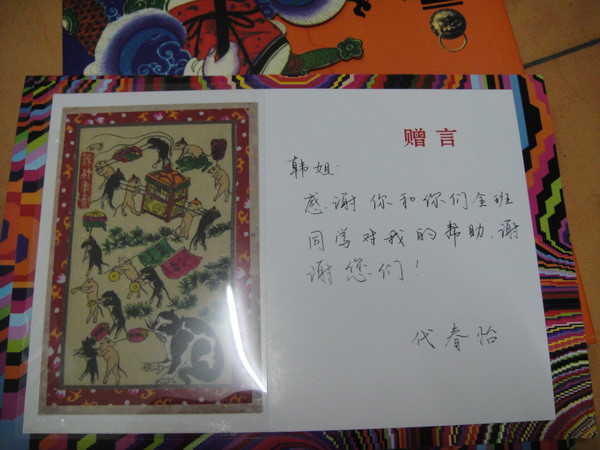 赠言
韩姐:
感谢你和你们全班
同学对我的帮助,谢
谢您们!
代春怡